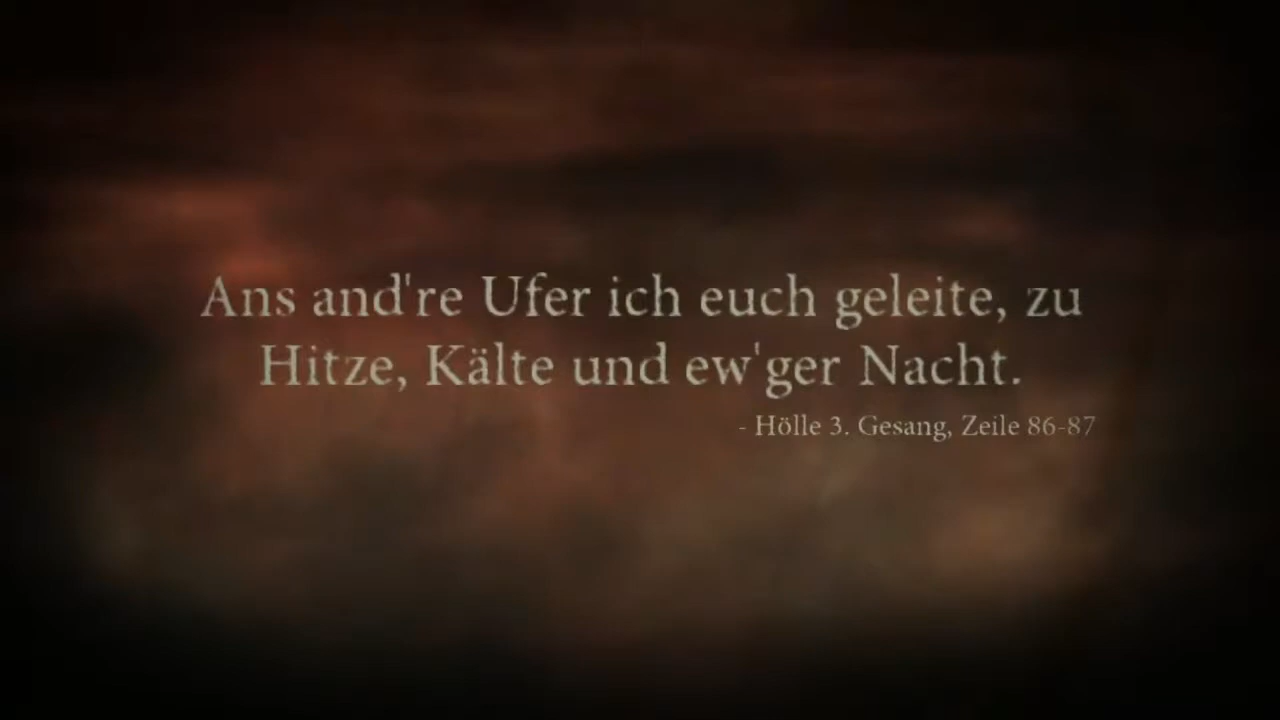 Ans and're Ufer ich euch geleite, zu
Hitze, Kälte und ew'ger Nacht.
- Hölle 3. Gesang, Zeile 86-87